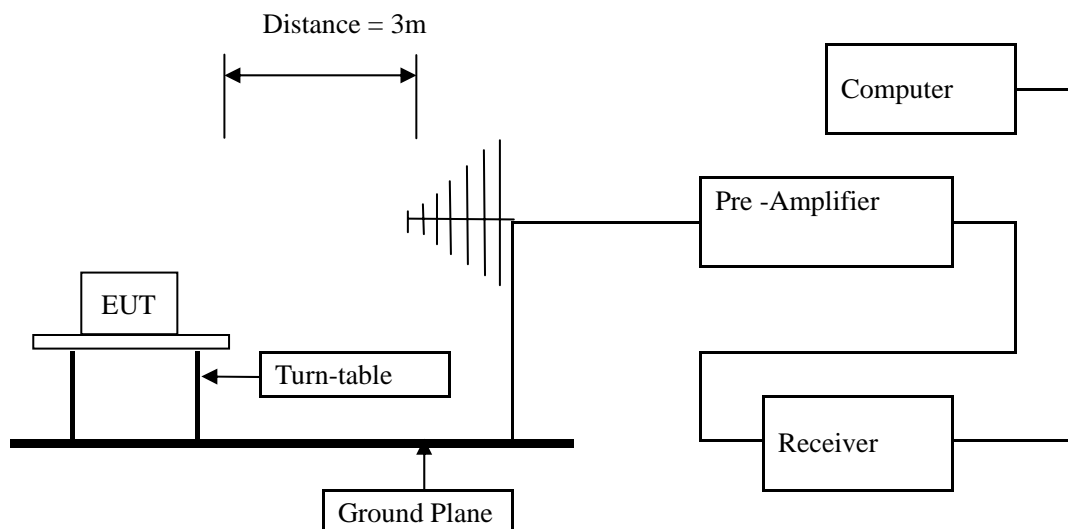 Distance = 3m
Computer
Pre -Amplifier
EUT
Turn-table
Receiver
Ground Plane